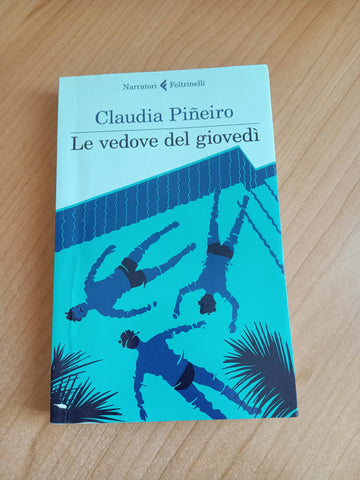 Narratori Feltrinelli
Claudia Piñeiro
Le vedove del giovedì